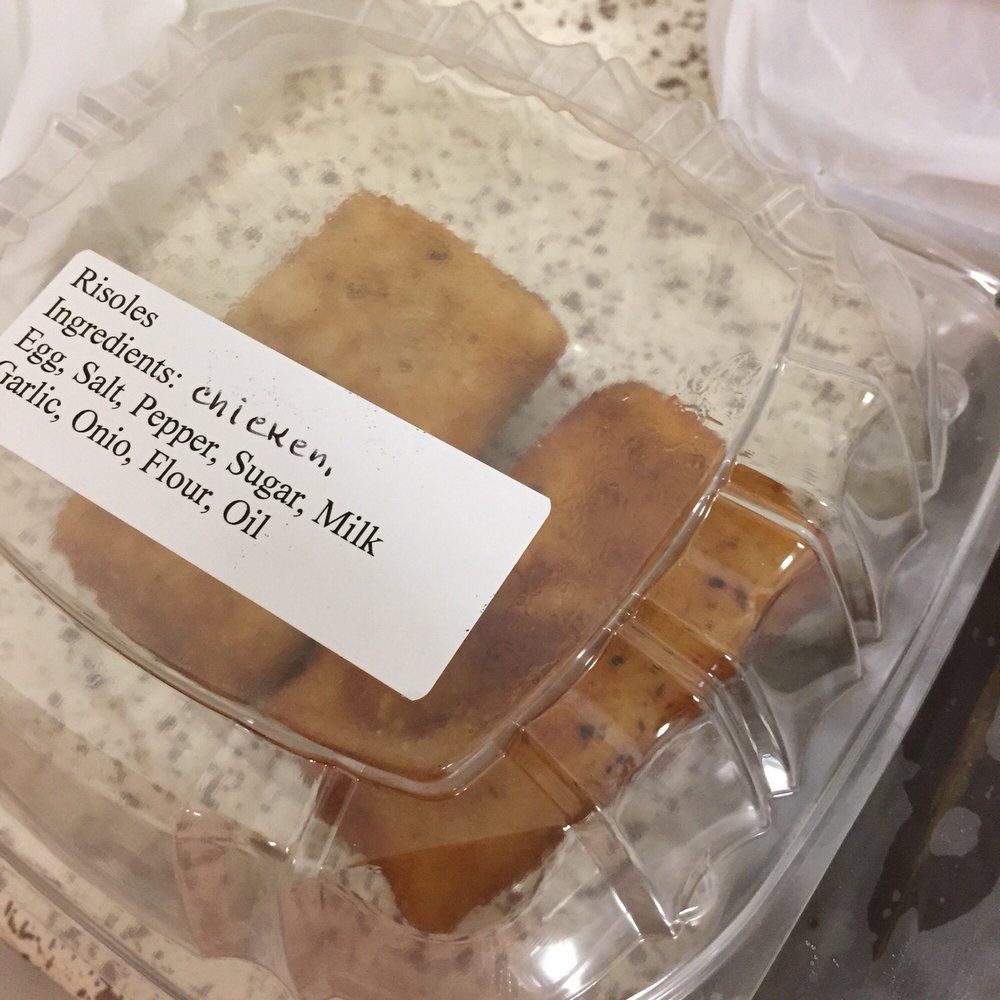 Risoles
Ingredients: chicken,
Egg, Salt, Pepper, Sugar, Milk
Garlic, Onio, Flour, Oil